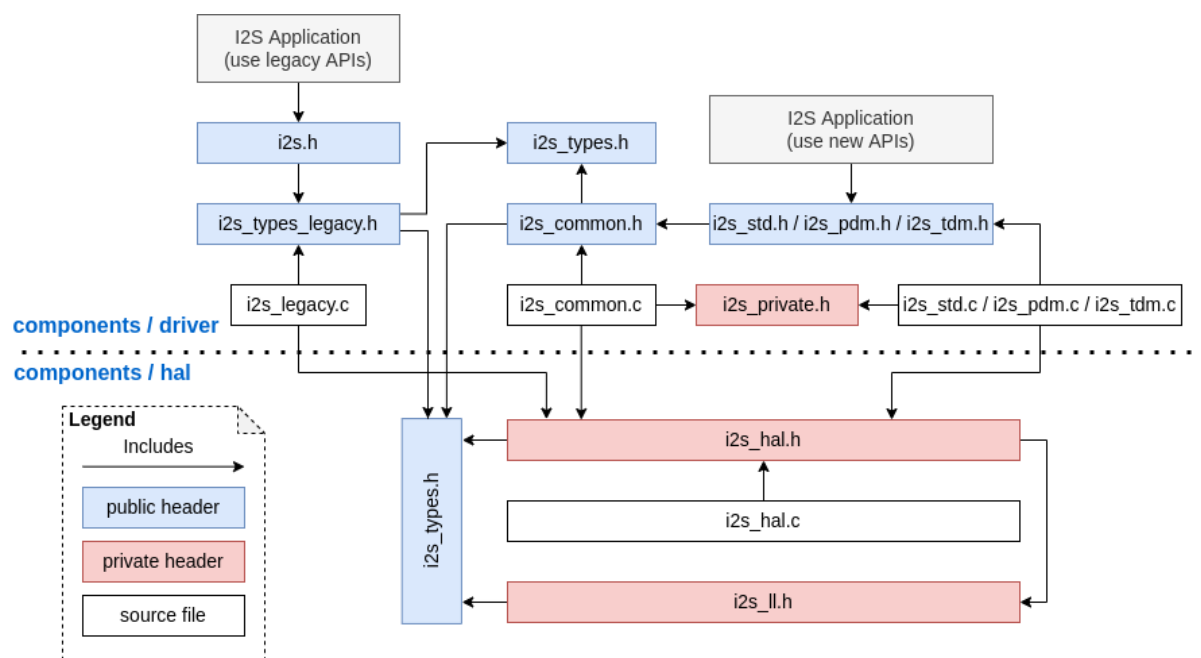 I2S Application
(use legacy APIs)
I2S Application
(use new APIs)
i2s.h
i2s_types.h
i2s_types_legacy.h
i2s_common.h
i2s_std.h / i2s_pdm.h / i2s_tdm.h
i2s_legacy.c
i2s_common.c
i2s_private.h
i2s_std.c / i2s_pdm.c / i2s_tdm.c
components / driver
components / hal
Legend
Includes
public header
private header
source file
i2s_types.h
i2s_hal.h
i2s_hal.c
i2s_ll.h